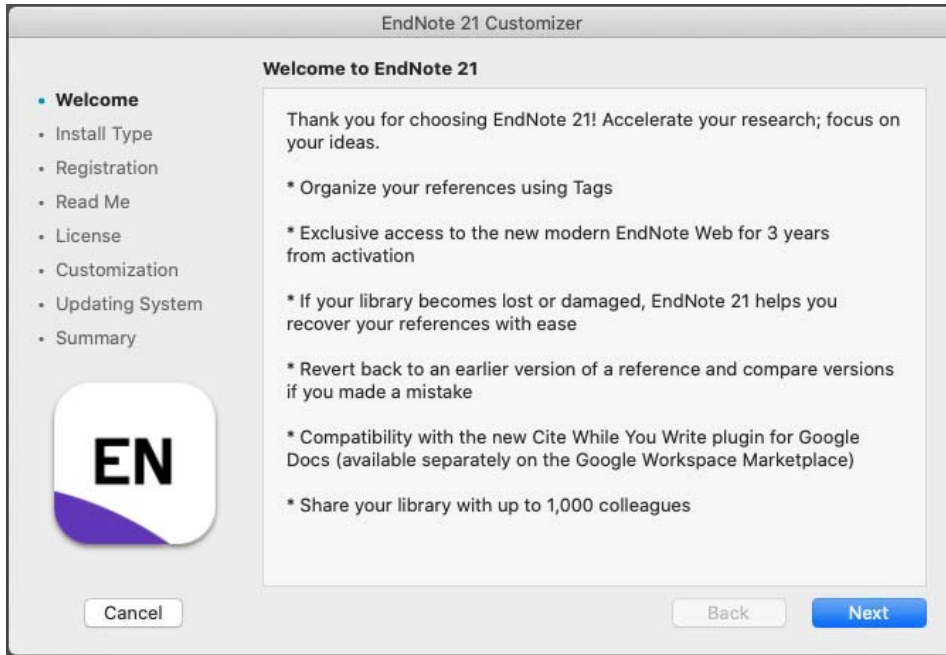 EndNote 21 Customizer
Welcome to EndNote 21
• Welcome
• Install Type
• Registration
• Read Me
• License
• Customization
• Updating System
• Summary
Thank you for choosing EndNote 21! Accelerate your research; focus on
your ideas.
* Organize your references using Tags
* Exclusive access to the new modern EndNote Web for 3 years
from activation
* If your library becomes lost or damaged, EndNote 21 helps you
recover your references with ease
* Revert back to an earlier version of a reference and compare versions
if you made a mistake
* Compatibility with the new Cite While You Write plugin for Google
Docs (available separately on the Google Workspace Marketplace)
* Share your library with up to 1,000 colleagues
EN
Cancel
Back
Next